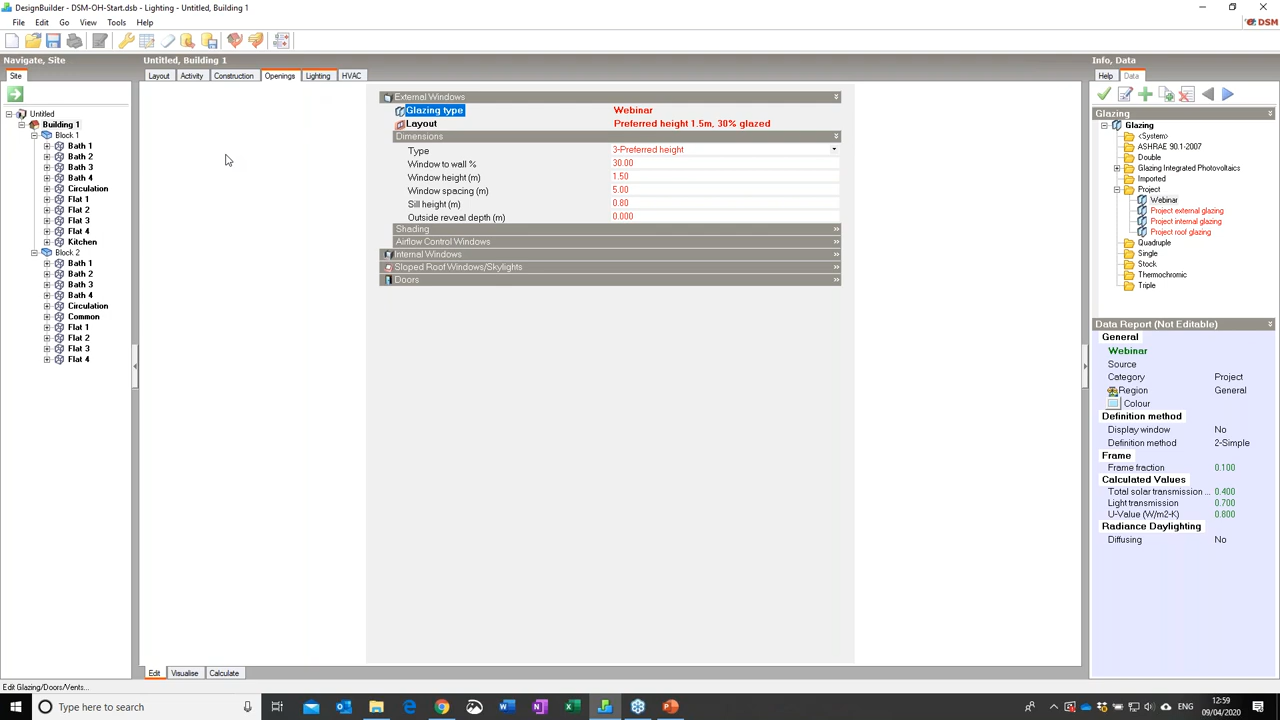 DesignBuilder - DSM-OH-Start.dsb - Lighting - Untitled, Building 1
File Edit Go View Tools Help
eDSM
Navigate, Site
Untitled, Building 1
Info, Data
Site
Layout Activity Construction Openings Lighting HVAC
Help Data
Untitled
Building 1
Block 1
Bath 1
Bath 2
Bath 3
Bath 4
Circulation
Flat 1
Flat 2
Flat 3
Flat 4
Kitchen
Block 2
Bath 1
Bath 2
Bath 3
Bath 4
Circulation
Common
Flat 1
Flat 2
Flat 3
Flat 4
External Windows
Glazing type Webinar
Layout Preferred height 1.5m, 30% glazed
Dimensions
Type 3-Preferred height
Window to wall % 30.00
Window height (m) 1.50
Window spacing (m) 5.00
Sill height (m) 0.80
Outside reveal depth (m) 0.000
Shading
Airflow Control Windows
Internal Windows
Sloped Roof Windows/Skylights
Doors
Glazing
Glazing
<System>
ASHRAE 90.1-2007
Double
Glazing Integrated Photovoltaics
Imported
Project
Webinar
Project external glazing
Project internal glazing
Project roof glazing
Quadruple
Single
Stock
Thermochromic
Triple
Data Report (Not Editable)
General
Webinar
Source
Category Project
Region General
Colour
Definition method
Display window No
Definition method 2-Simple
Frame
Frame fraction 0.100
Calculated Values
Total solar transmission ... 0.400
Light transmission 0.700
U-Value (W/m2-K) 0.800
Radiance Daylighting
Diffusing No
Edit Visualise Calculate
Edit Glazing/Doors/Vents...
Type here to search
12:59
09/04/2020